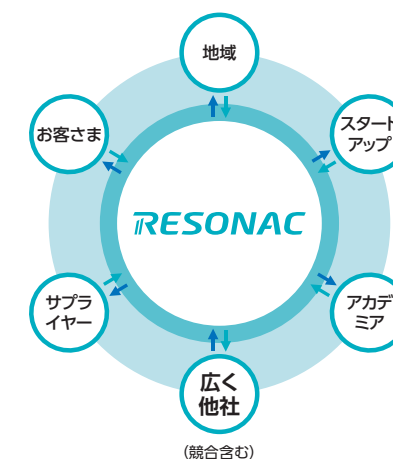 地域
お客さま
スタート
アップ
RESONAC
サプラ
イヤー
アカデ
ミア
広く
他社
(競合含む)